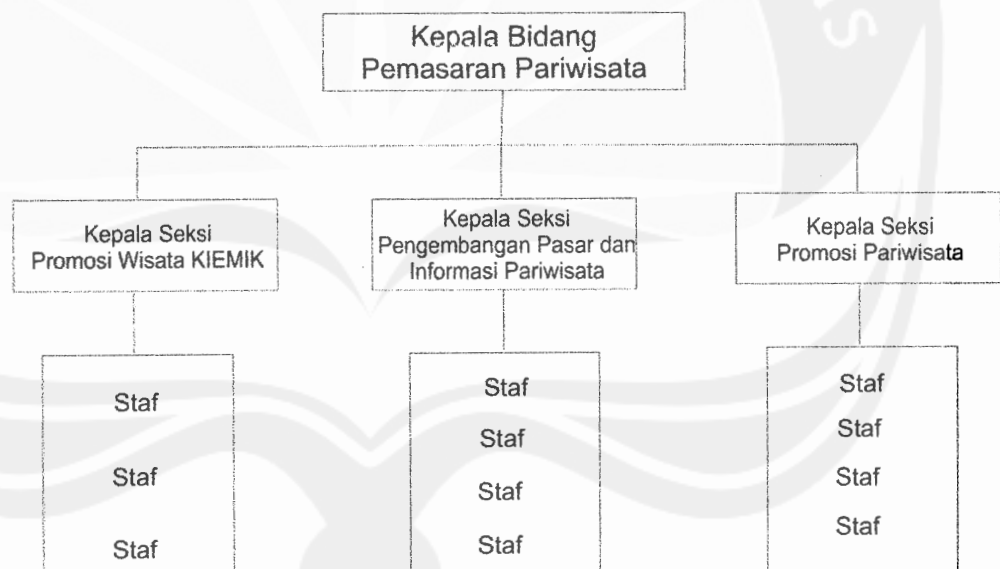 Kepala Bidang
Pemasaran Pariwisata
Kepala Seksi
Promosi Wisata KIEMIK
Kepala Seksi
Pengembangan Pasar dan
Informasi Pariwisata
Kepala Seksi
Promosi Pariwisata
Staf
Staf
Staf
Staf
Staf
Staf
Staf
Staf
Staf
Staf
Staf